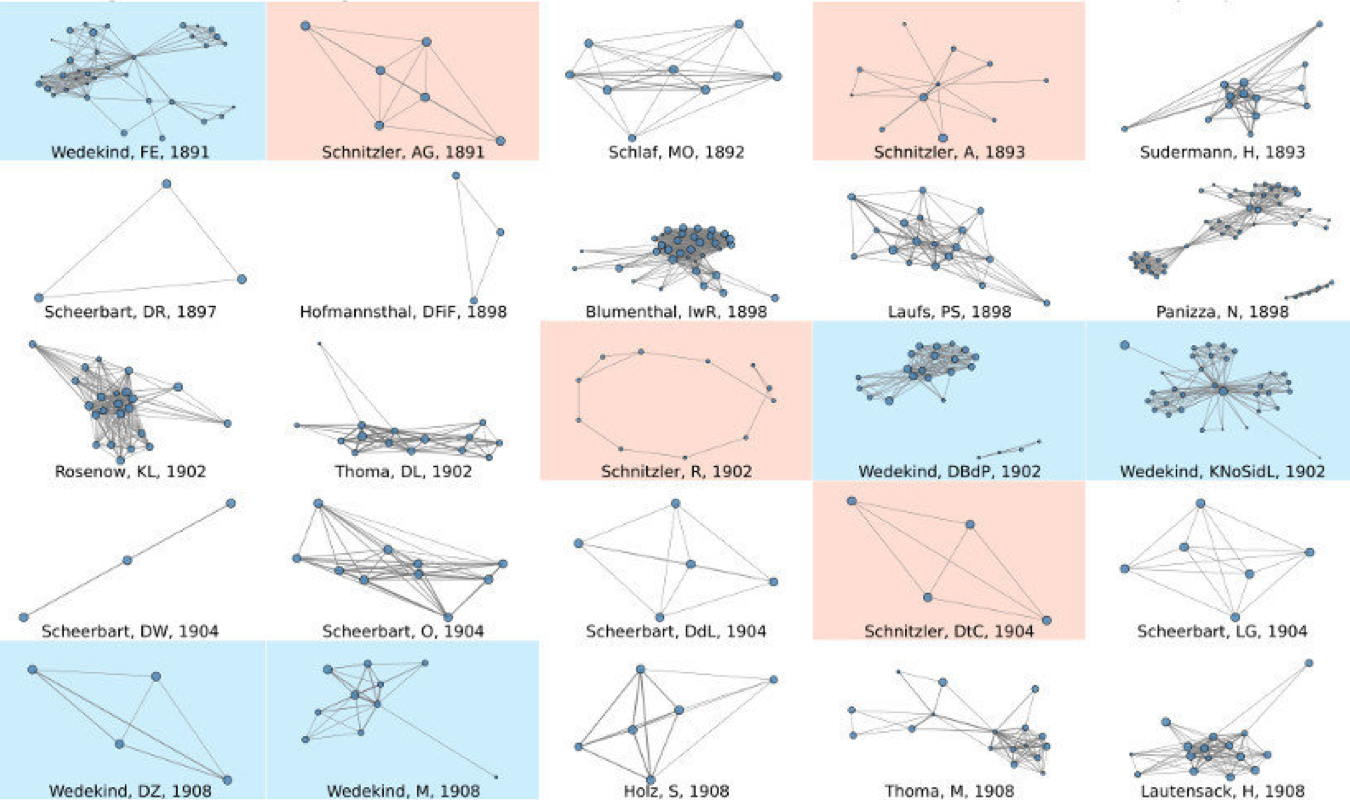 Wedekind, FE, 1891
Schnitzler, AG, 1891
Schlaf, MO, 1892
Schnitzler, A, 1893
Sudermann, H, 1893
Scheerbart, DR, 1897
Hofmannsthal, DFiF, 1898
Blumenthal, IwR, 1898
Laufs, PS, 1898
Panizza, N, 1898
Rosenow, KL, 1902
Thoma, DL, 1902
Schnitzler, R, 1902
Wedekind, DBdP, 1902
Wedekind, KNoSidL, 1902
Scheerbart, DW, 1904
Scheerbart, O, 1904
Scheerbart, DdL, 1904
Schnitzler, DtC, 1904
Scheerbart, LG, 1904
Wedekind, DZ, 1908
Wedekind, M, 1908
Holz, S, 1908
Thoma, M, 1908
Lautensack, H, 1908